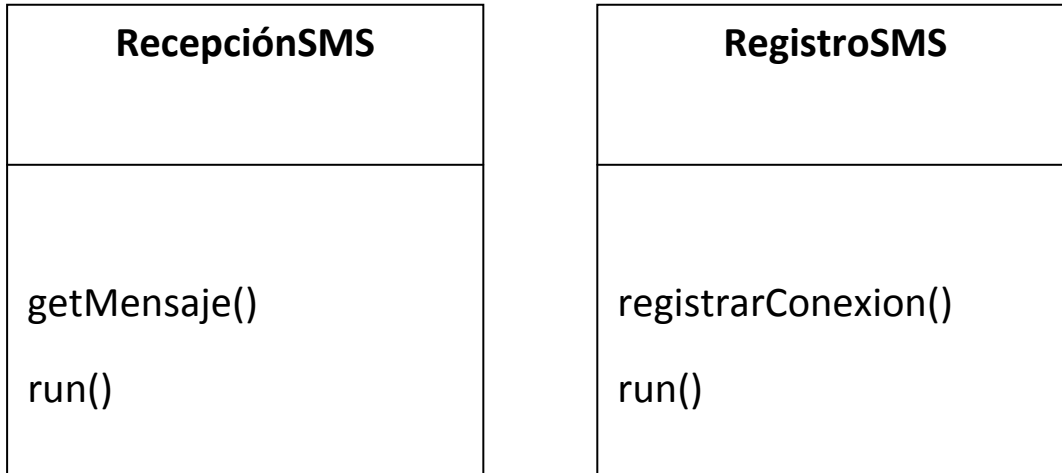 RecepciónSMS
getMensaje()
run()
RegistroSMS
registrarConexion()
run()